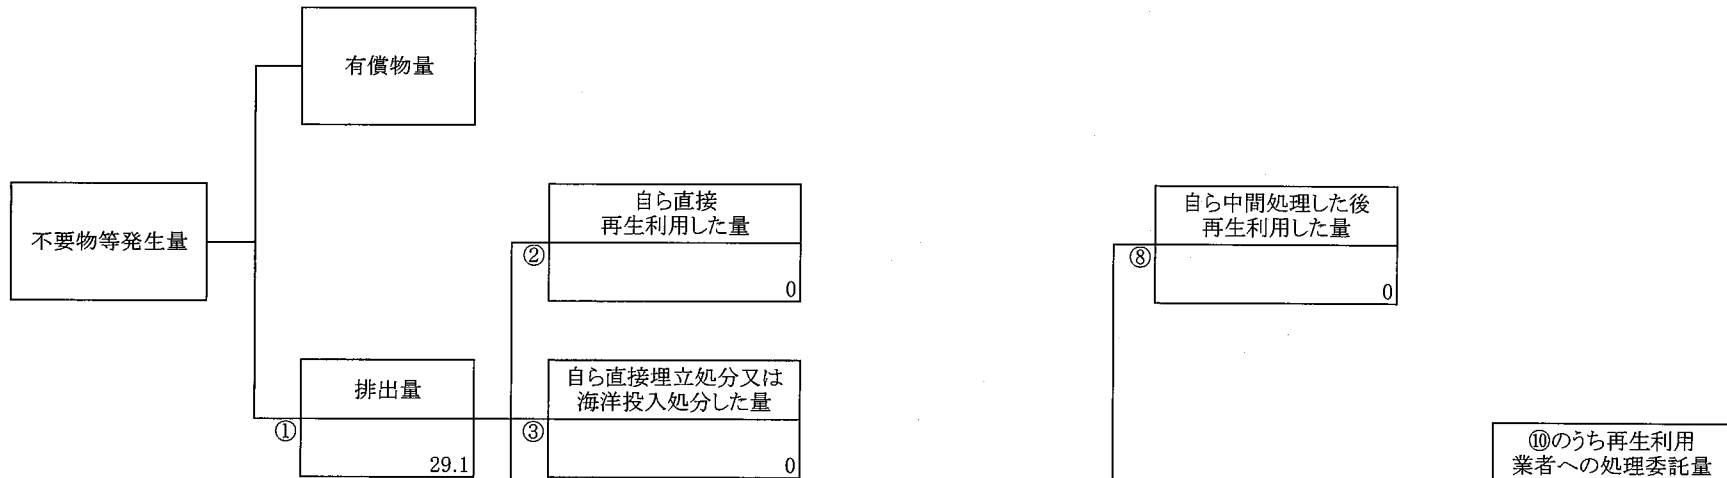 有償物量
不要物等発生量
自ら直接
再生利用した量
②
0
自ら中間処理した後
再生利用した量
⑧
0
排出量
①
29.1
自ら直接埋立処分又は
海洋投入処分した量
③
0
⑩のうち再生利用
業者への処理委託量